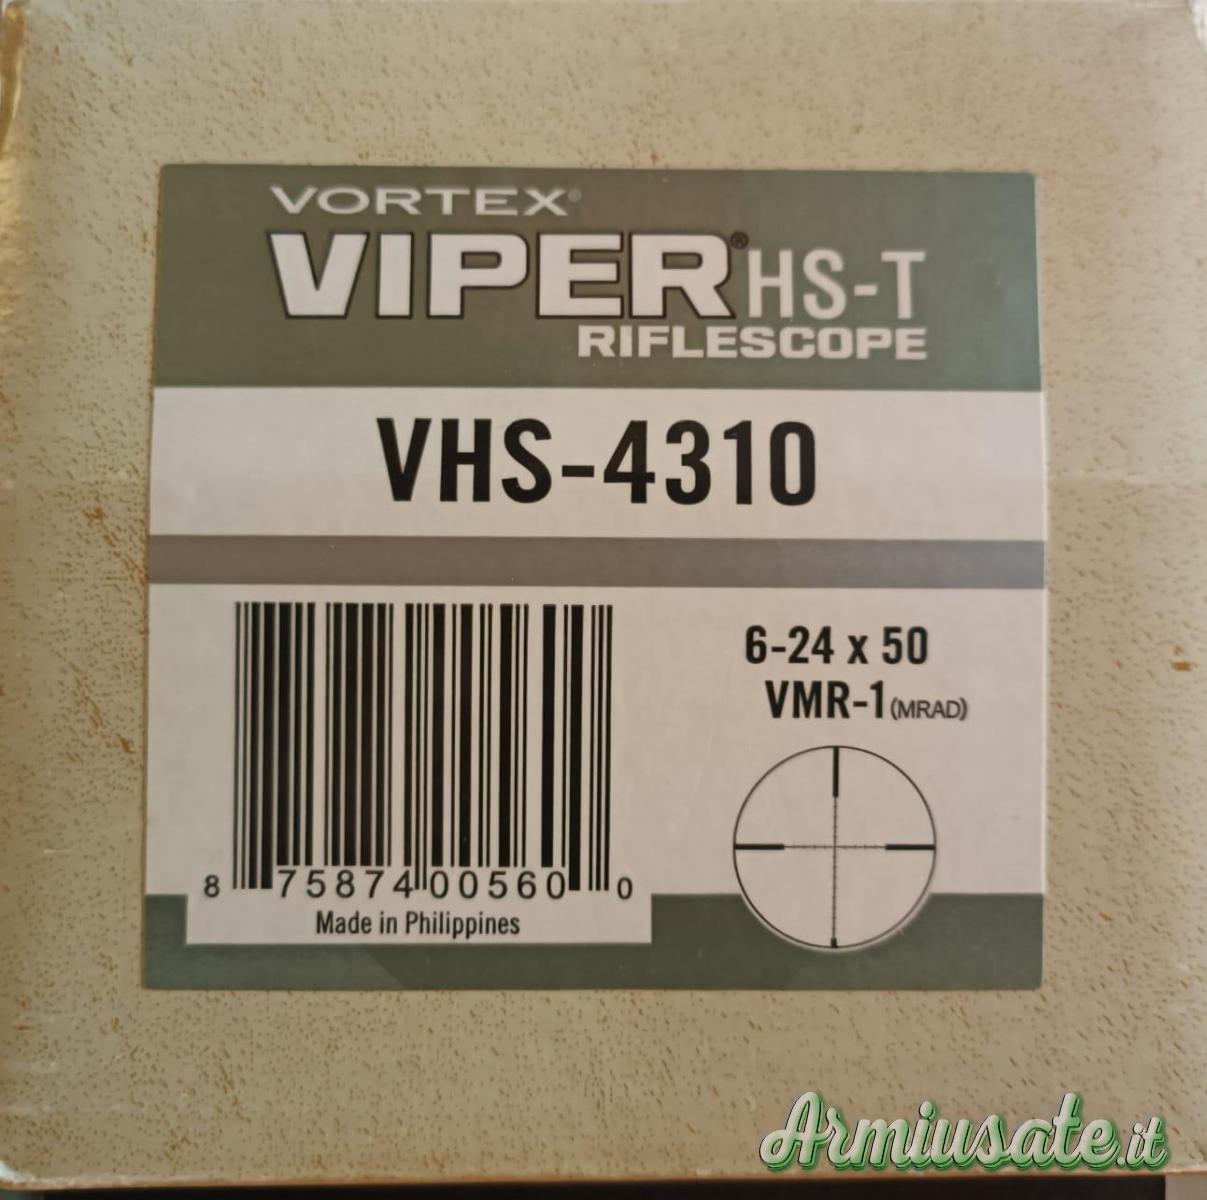 VORTEX®
VIPER® HS-T
RIFLESCOPE
VHS-4310
6-24 x 50
VMR-1 (MRAD)
8 75874 00560 0
Made in Philippines
Armiusate.it